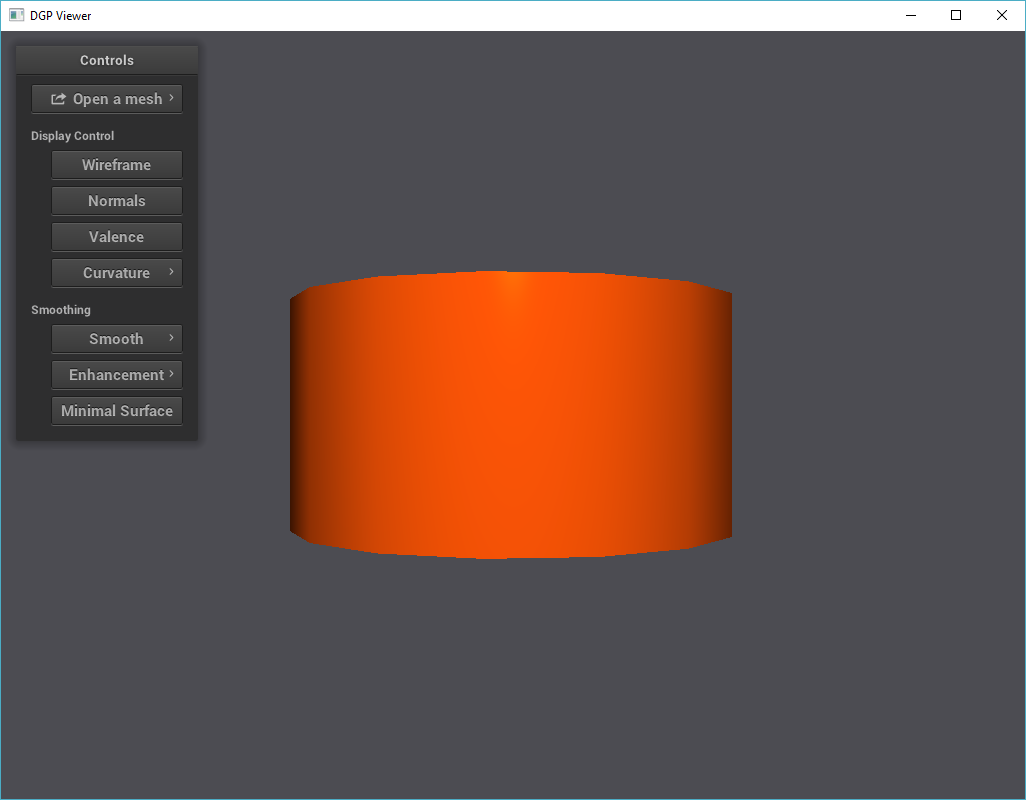 DGP Viewer
Controls
Open a mesh
Display Control
Wireframe
Normals
Valence
Curvature
Smoothing
Smooth
Enhancement
Minimal Surface